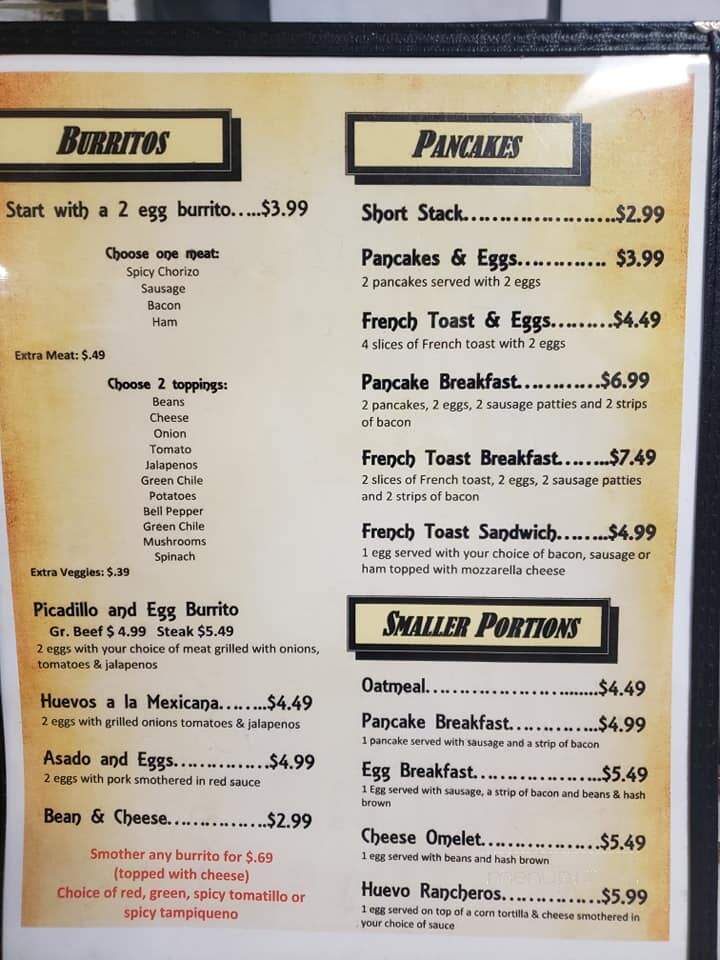 BURRITOS
Start with a 2 egg burrito.....$3.99
Choose one meat:
Spicy Chorizo
Sausage
Bacon
Ham
Extra Meat: $.49
Choose 2 toppings:
Beans
Cheese
Onion
Tomato
Jalapenos
Green Chile
Potatoes
Bell Pepper
Green Chile
Mushrooms
Spinach
Extra Veggies: $.39
Picadillo and Egg Burrito
Gr. Beef $ 4.99 Steak $5.49
2 eggs with your choice of meat grilled with onions,
tomatoes & jalapenos
Huevos a la Mexicana........$4.49
2 eggs with grilled onions tomatoes & jalapenos
Asado and Eggs...............$4.99
2 eggs with pork smothered in red sauce
Bean & Cheese................$2.99
Smother any burrito for $.69
(topped with cheese)
Choice of red, green, spicy tomatillo or
spicy tampiqueno
PANCAKES
Short Stack........................$2.99
Pancakes & Eggs.............. $3.99
2 pancakes served with 2 eggs
French Toast & Eggs.........$4.49
4 slices of French toast with 2 eggs
Pancake Breakfast.............$6.99
2 pancakes, 2 eggs, 2 sausage patties and 2 strips
of bacon
French Toast Breakfast........$7.49
2 slices of French toast, 2 eggs, 2 sausage patties
and 2 strips of bacon
French Toast Sandwich........$4.99
1 egg served with your choice of bacon, sausage or
ham topped with mozzarella cheese
SMALLER PORTIONS
Oatmeal...........................$4.49
Pancake Breakfast..............$4.99
1 pancake served with sausage and a strip of bacon
Egg Breakfast....................$5.49
1 Egg served with sausage, a strip of bacon and beans & hash
brown
Cheese Omelet...................$5.49
1 egg served with beans and hash brown
Huevo Rancheros................$5.99
1 egg served on top of a corn tortilla & cheese smothered in
your choice of sauce